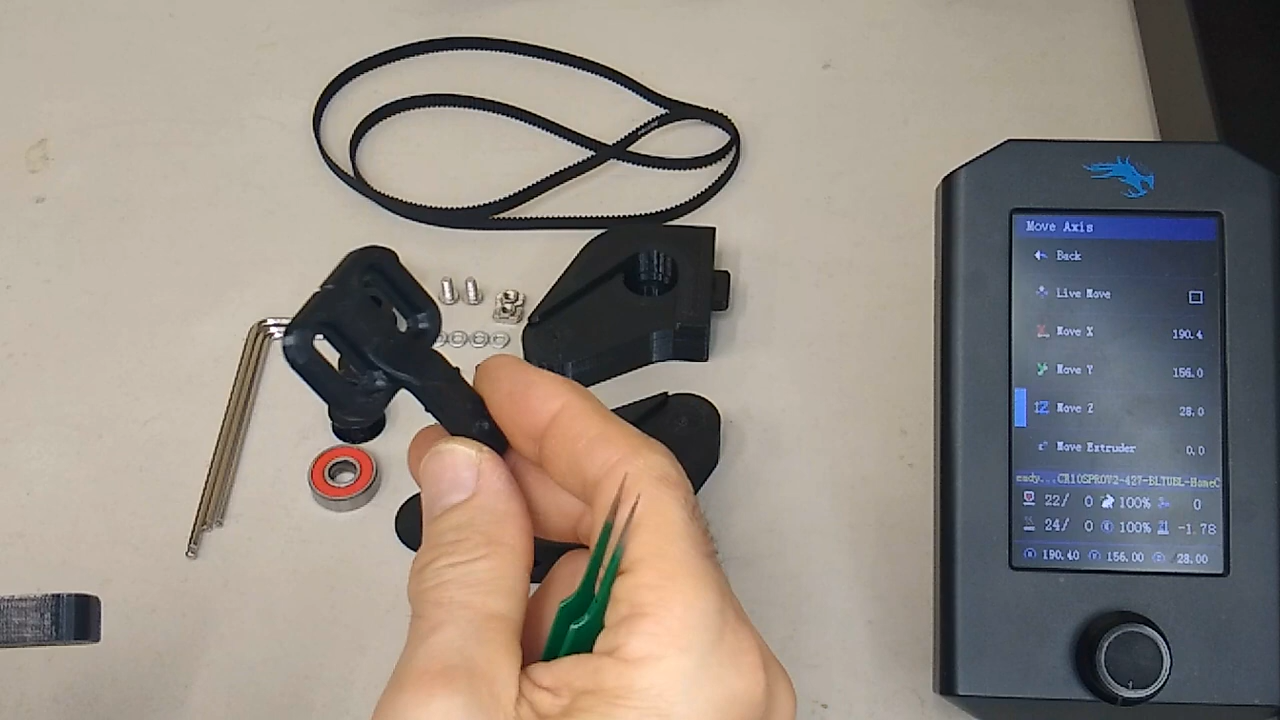 Move Axis
Back
Live Move
Move X 190.4
Move Y 156.0
Move Z 28.0
Move Extruder 0.0
eady...CR10SPROV2-427-BLTUBL-HomeC
22/ 0 100% 0
24/ 0 100% -1.78
X 190.40 Y 156.00 Z 28.00